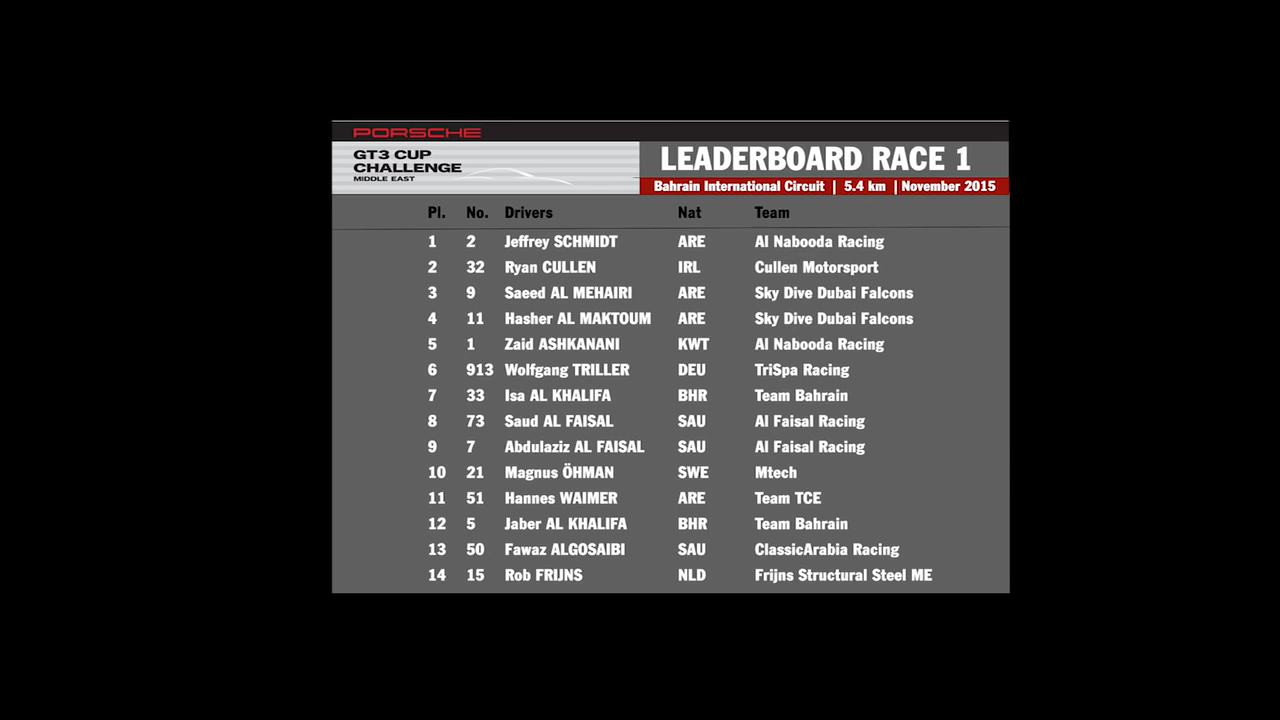 PORSCHE
GT3 CUP
CHALLENGE
MIDDLE EAST
LEADERBOARD RACE 1
Bahrain International Circuit | 5.4 km | November 2015
Pl. No. Drivers Nat Team
1 2 Jeffrey SCHMIDT ARE Al Nabooda Racing
2 32 Ryan CULLEN IRL Cullen Motorsport
3 9 Saeed AL MEHAIRI ARE Sky Dive Dubai Falcons
4 11 Hasher AL MAKTOUM ARE Sky Dive Dubai Falcons
5 1 Zaid ASHKANANI KWT Al Nabooda Racing
6 913 Wolfgang TRILLER DEU TriSpa Racing
7 33 Isa AL KHALIFA BHR Team Bahrain
8 73 Saud AL FAISAL SAU Al Faisal Racing
9 7 Abdulaziz AL FAISAL SAU Al Faisal Racing
10 21 Magnus ÖHMAN SWE Mtech
11 51 Hannes WAIMER ARE Team TCE
12 5 Jaber AL KHALIFA BHR Team Bahrain
13 50 Fawaz ALGOSAIBI SAU ClassicArabia Racing
14 15 Rob FRIJNS NLD Frijns Structural Steel ME